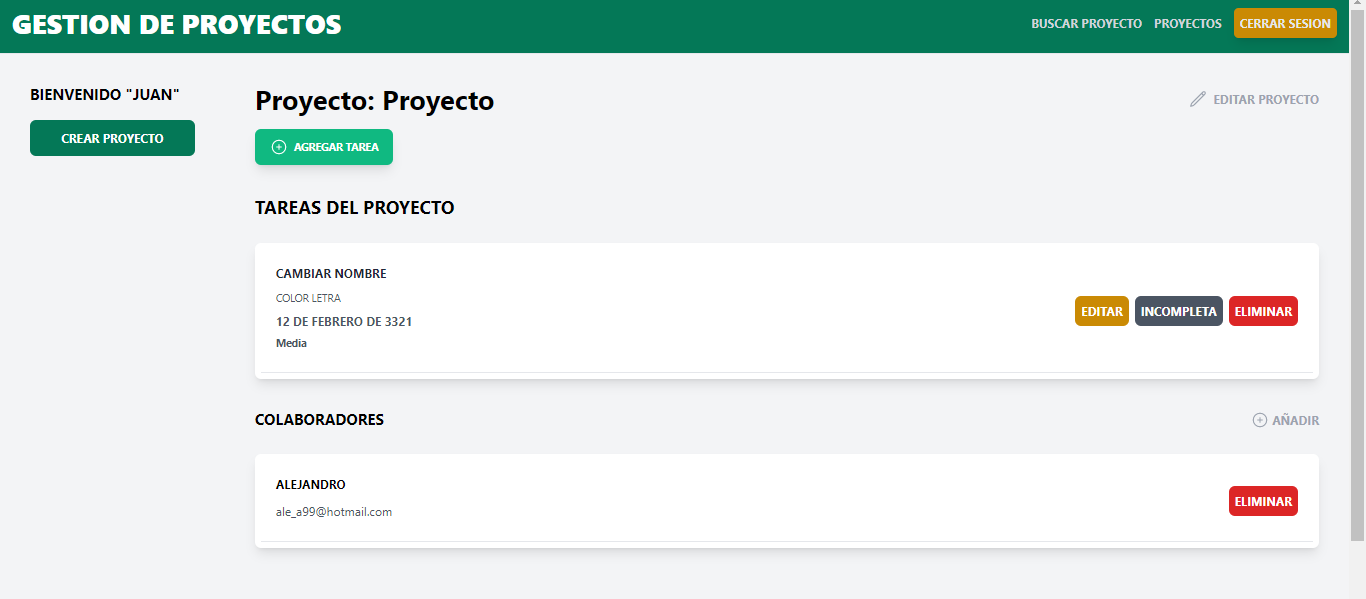 GESTION DE PROYECTOS
BUSCAR PROYECTO PROYECTOS CERRAR SESION
BIENVENIDO "JUAN"
CREAR PROYECTO
Proyecto: Proyecto
EDITAR PROYECTO
AGREGAR TAREA
TAREAS DEL PROYECTO
CAMBIAR NOMBRE
COLOR LETRA
12 DE FEBRERO DE 3321
Media
EDITAR INCOMPLETA ELIMINAR
COLABORADORES
AÑADIR
ALEJANDRO
ale_a99@hotmail.com
ELIMINAR